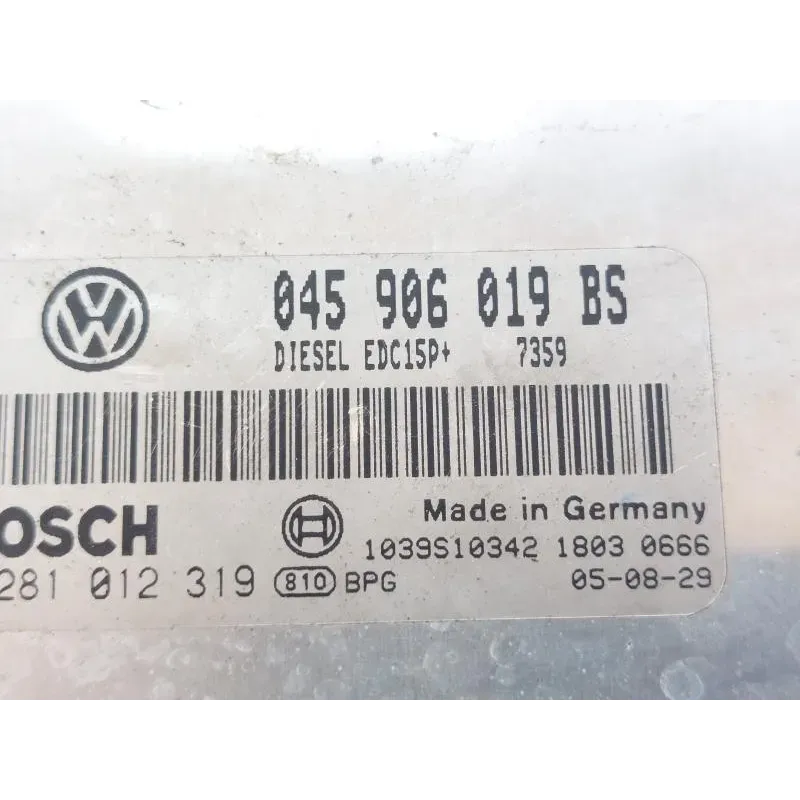 045 906 019 BS
DIESEL EDC15P+ 7359
OSCH
Made in Germany
1039S10342 1803 0666
281 012 319 810 BPG
05-08-29